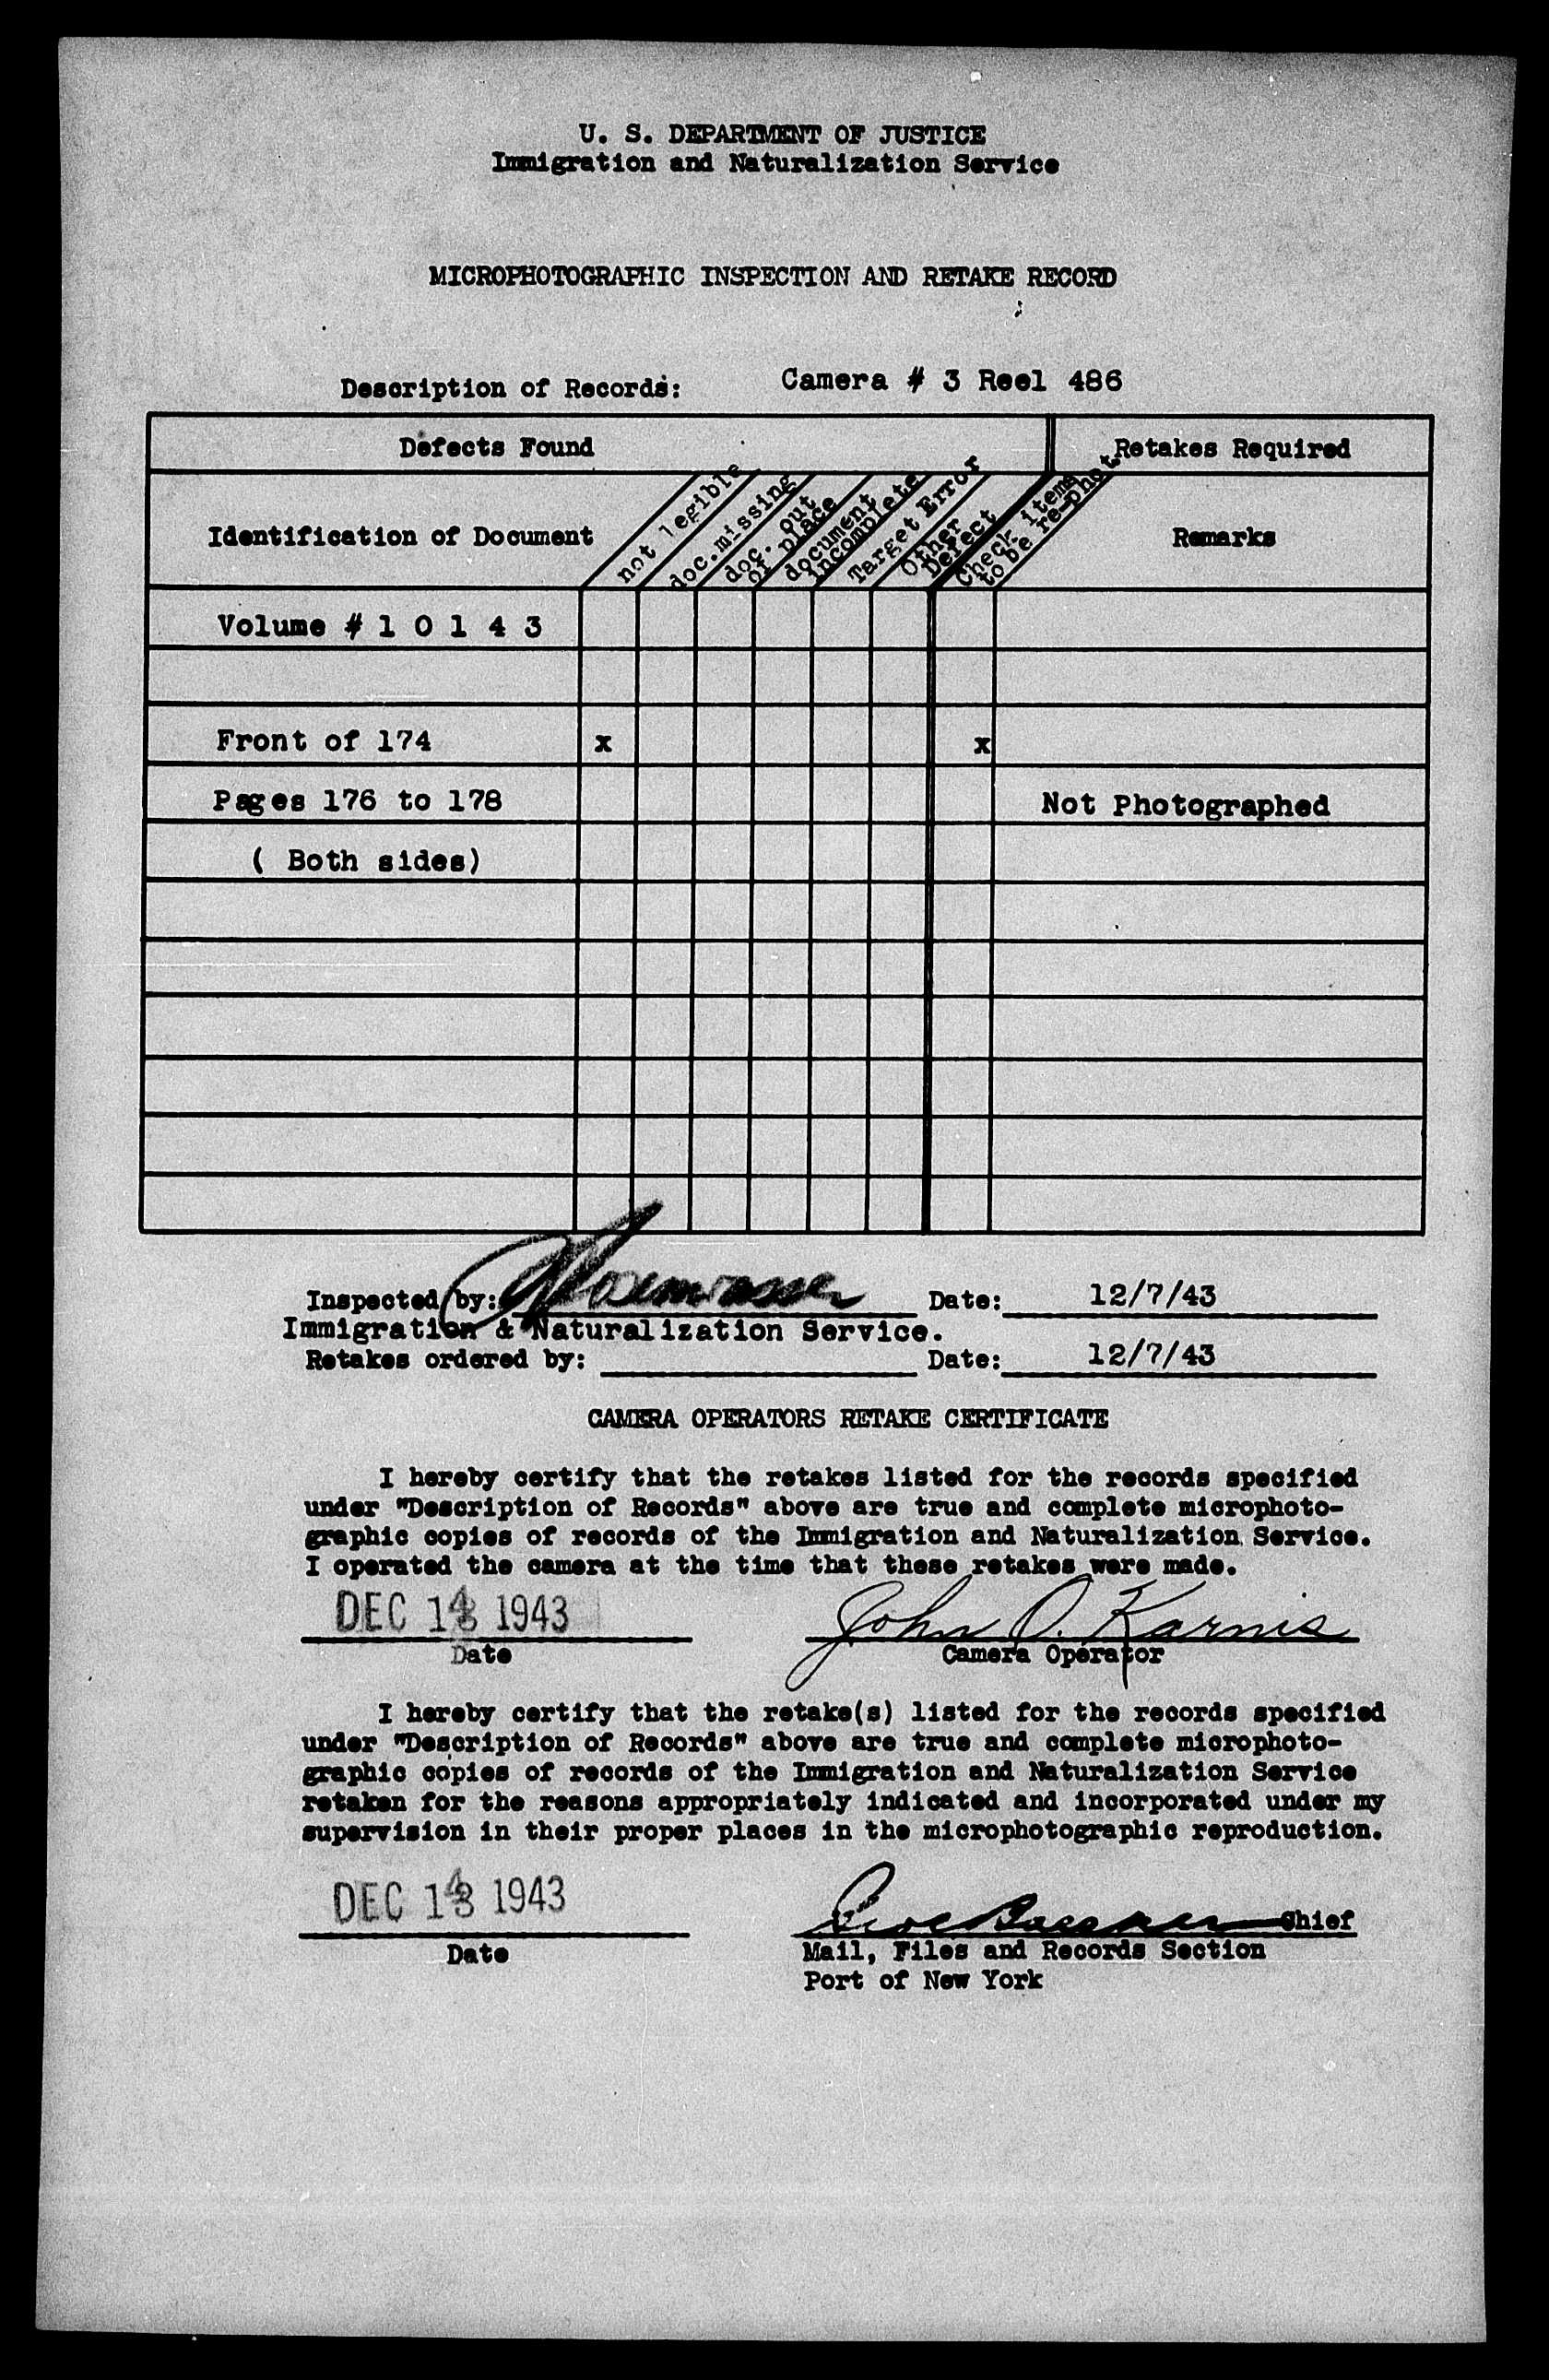 U. S. DEPARTMENT OF JUSTICE
Immigration and Naturalization Service
MICROPHOTOGRAPHIC INSPECTION AND RETAKE RECORD
Description of Records: Camera # 3 Reel 486
Defects Found Retakes Required
Identification of Document not legible doc. missing doc. out of place document incomplete Target Error Other Defect Check items to be re-phot. Remarks
Volume # 1 0 1 4 3
Front of 174 x x
Pages 176 to 178 Not Photographed
( Both sides)
Inspected by: Date: 12/7/43
Immigration & Naturalization Service.
Retakes ordered by: Date: 12/7/43
CAMERA OPERATORS RETAKE CERTIFICATE
I hereby certify that the retakes listed for the records specified
under "Description of Records" above are true and complete microphoto-
graphic copies of records of the Immigration and Naturalization Service.
I operated the camera at the time that these retakes were made.
DEC 1943 John O. Karnis
Date Camera Operator
I hereby certify that the retake(s) listed for the records specified
under "Description of Records" above are true and complete microphoto-
graphic copies of records of the Immigration and Naturalization Service
retaken for the reasons appropriately indicated and incorporated under my
supervision in their proper places in the microphotographic reproduction.
DEC 1943 Chief
Date Mail, Files and Records Section
Port of New York